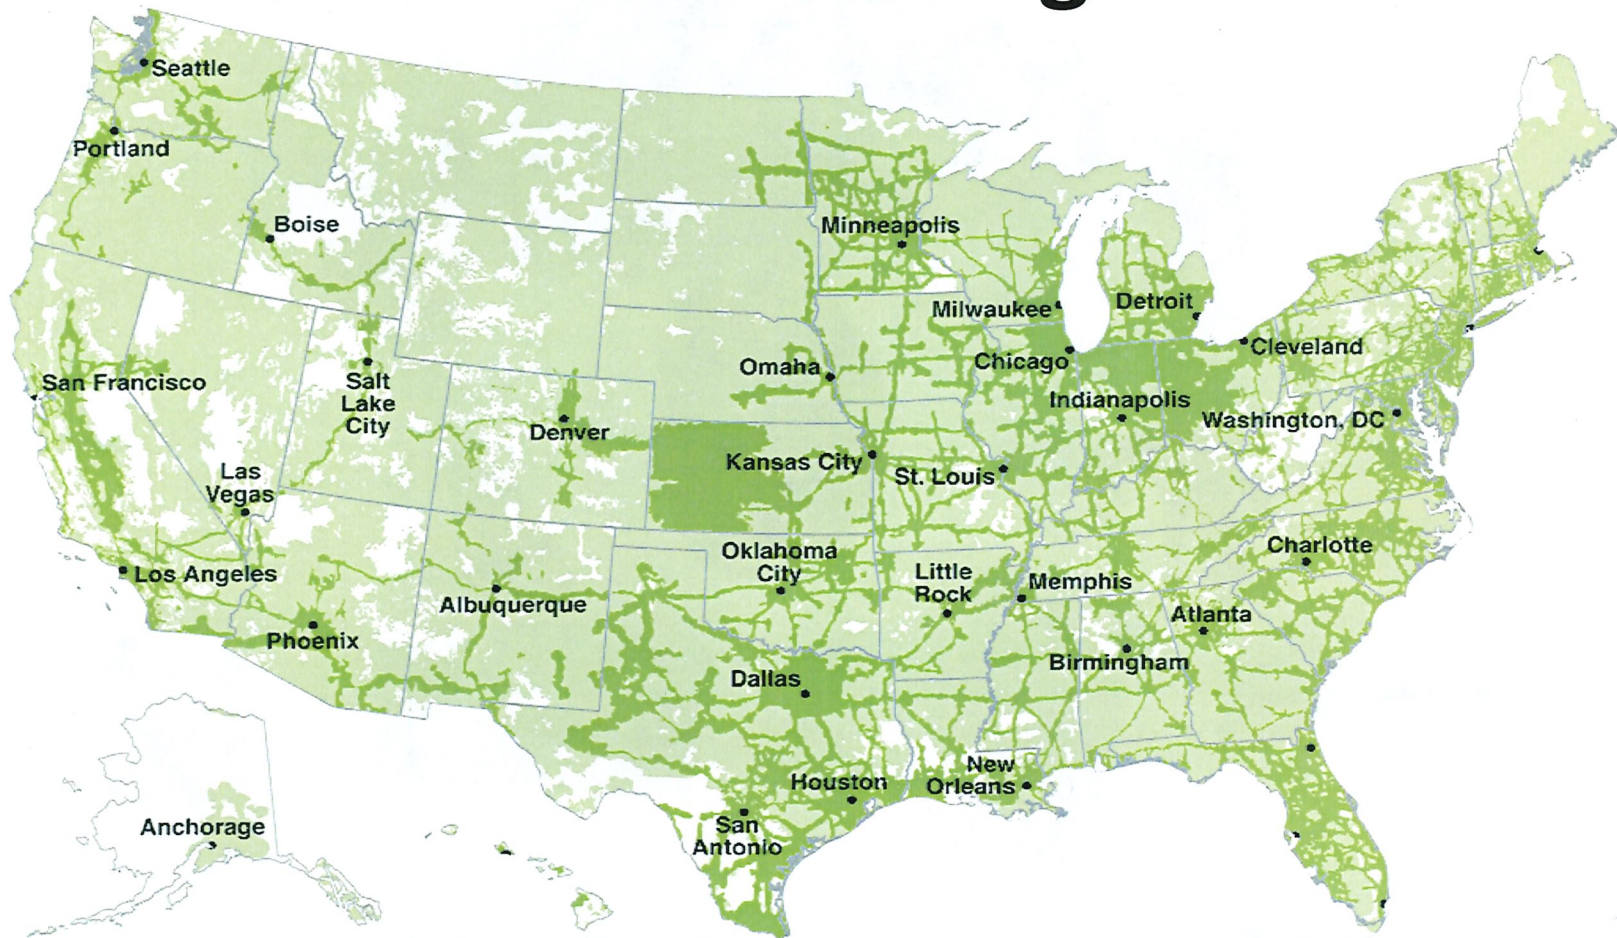 g
Seattle
Portland
Boise
Minneapolis
Milwaukee
Detroit
Chicago
Cleveland
San Francisco
Salt
Lake
City
Omaha
Indianapolis
Washington. DC
Denver
Kansas City
St. Louis
Las
Vegas
Los Angeles
Albuquerque
Oklahoma
City
Little
Rock
Memphis
Charlotte
Atlanta
Phoenix
Birmingham
Dallas
Houston
New
Orleans
San
Antonio
Anchorage